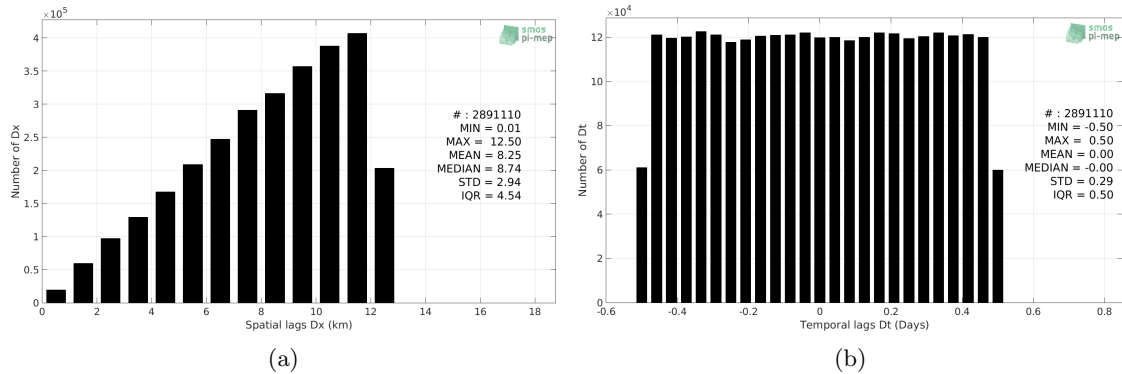 ×10⁵
smos
pi-mep
4
3.5
3
2.5
2
1.5
1
0.5
0
Number of Dx
# : 2891110
MIN = 0.01
MAX = 12.50
MEAN = 8.25
MEDIAN = 8.74
STD = 2.94
IQR = 4.54
0 2 4 6 8 10 12 14 16 18
Spatial lags Dx (km)
(a)
×10⁴
smos
pi-mep
12
10
8
6
4
2
0
Number of Dt
# : 2891110
MIN = -0.50
MAX = 0.50
MEAN = 0.00
MEDIAN = -0.00
STD = 0.29
IQR = 0.50
-0.6 -0.4 -0.2 0 0.2 0.4 0.6 0.8
Temporal lags Dt (Days)
(b)